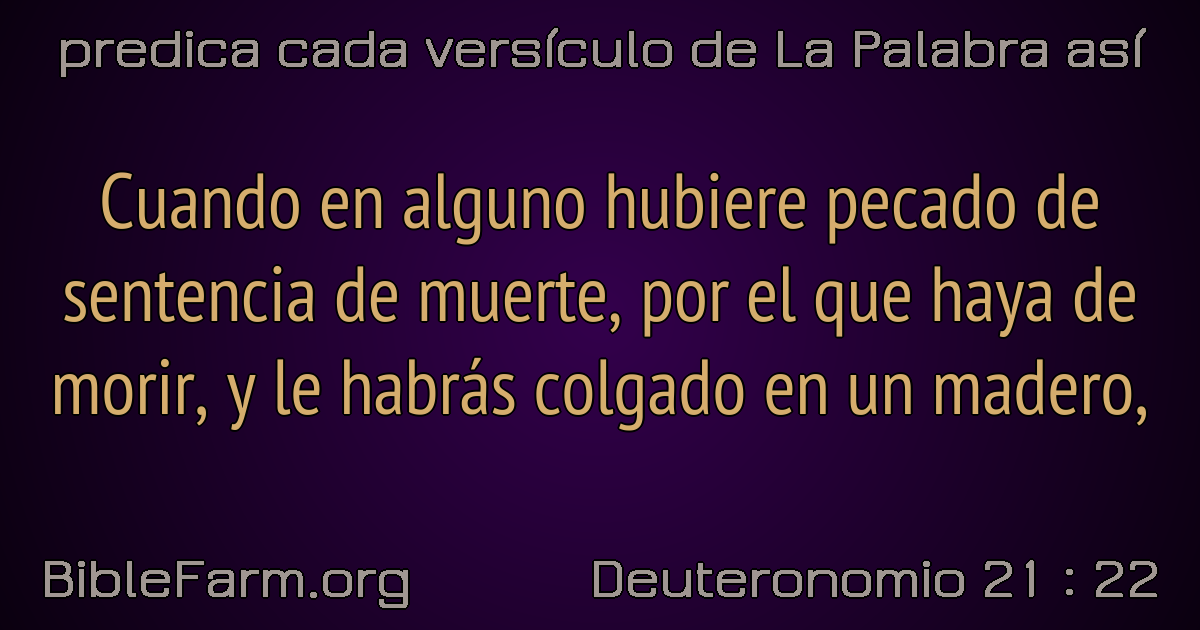 predica cada versículo de La Palabra así
Cuando en alguno hubiere pecado de
sentencia de muerte, por el que haya de
morir, y le habrás colgado en un madero,
BibleFarm.org
Deuteronomio 21 : 22